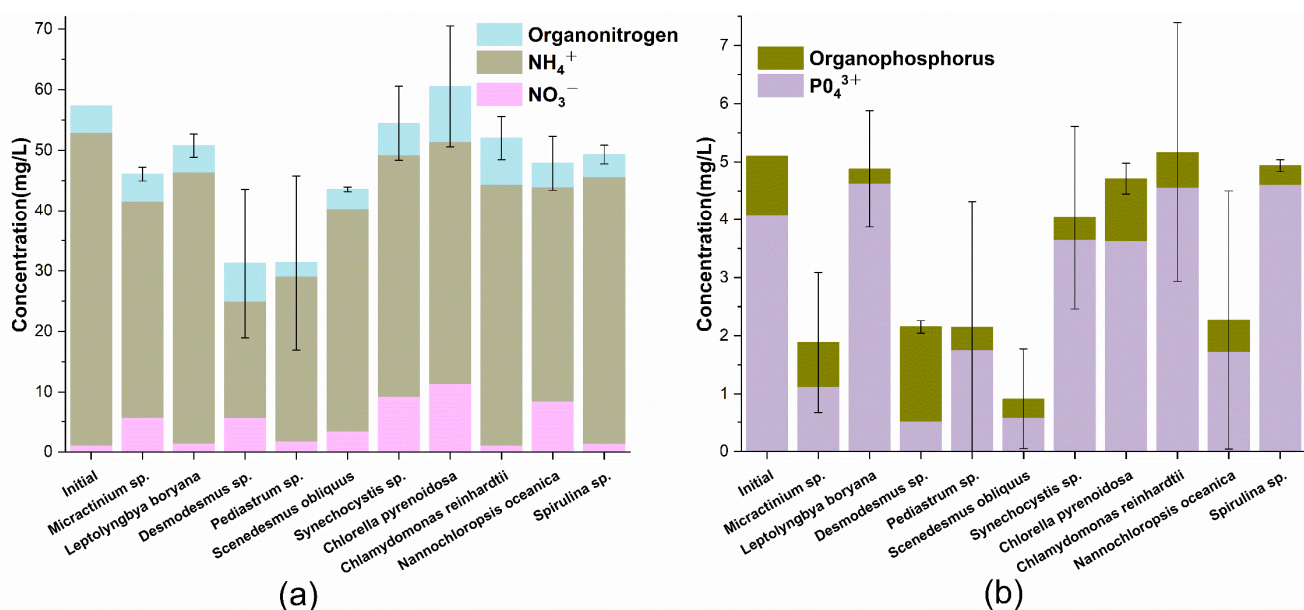 Concentration(mg/L)
70
60
50
40
30
20
10
0
Organonitrogen
NH₄⁺
NO₃⁻
Initial
Micractinium sp.
Leptolyngbya boryana
Desmodesmus sp.
Pediastrum sp.
Scenedesmus obliquus
Synechocystis sp.
Chlorella pyrenoidosa
Chlamydomonas reinhardtii
Nannochloropsis oceanica
Spirulina sp.
(a)
Concentration(mg/L)
7
6
5
4
3
2
1
0
Organophosphorus
P0₄³⁺
Initial
Micractinium sp.
Leptolyngbya boryana
Desmodesmus sp.
Pediastrum sp.
Scenedesmus obliquus
Synechocystis sp.
Chlorella pyrenoidosa
Chlamydomonas reinhardtii
Nannochloropsis oceanica
Spirulina sp.
(b)